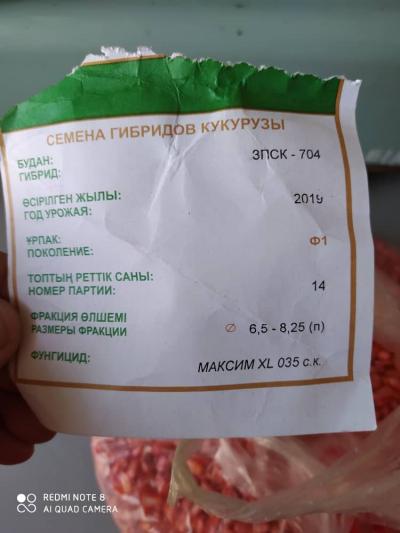 СЕМЕНА ГИБРИДОВ КУКУРУЗЫ
БУДАН:
ГИБРИД: ЗПСК - 704
ӨСІРІЛГЕН ЖЫЛЫ:
ГОД УРОЖАЯ: 2019
ҰРПАҚ:
ПОКОЛЕНИЕ: Ф1
ТОПТЫҢ РЕТТІК САНЫ:
НОМЕР ПАРТИИ: 14
ФРАКЦИЯ ӨЛШЕМІ
РАЗМЕРЫ ФРАКЦИИ ∅ 6,5 - 8,25 (п)
ФУНГИЦИД: МАКСИМ XL 035 с.к.
REDMI NOTE 8
AI QUAD CAMERA